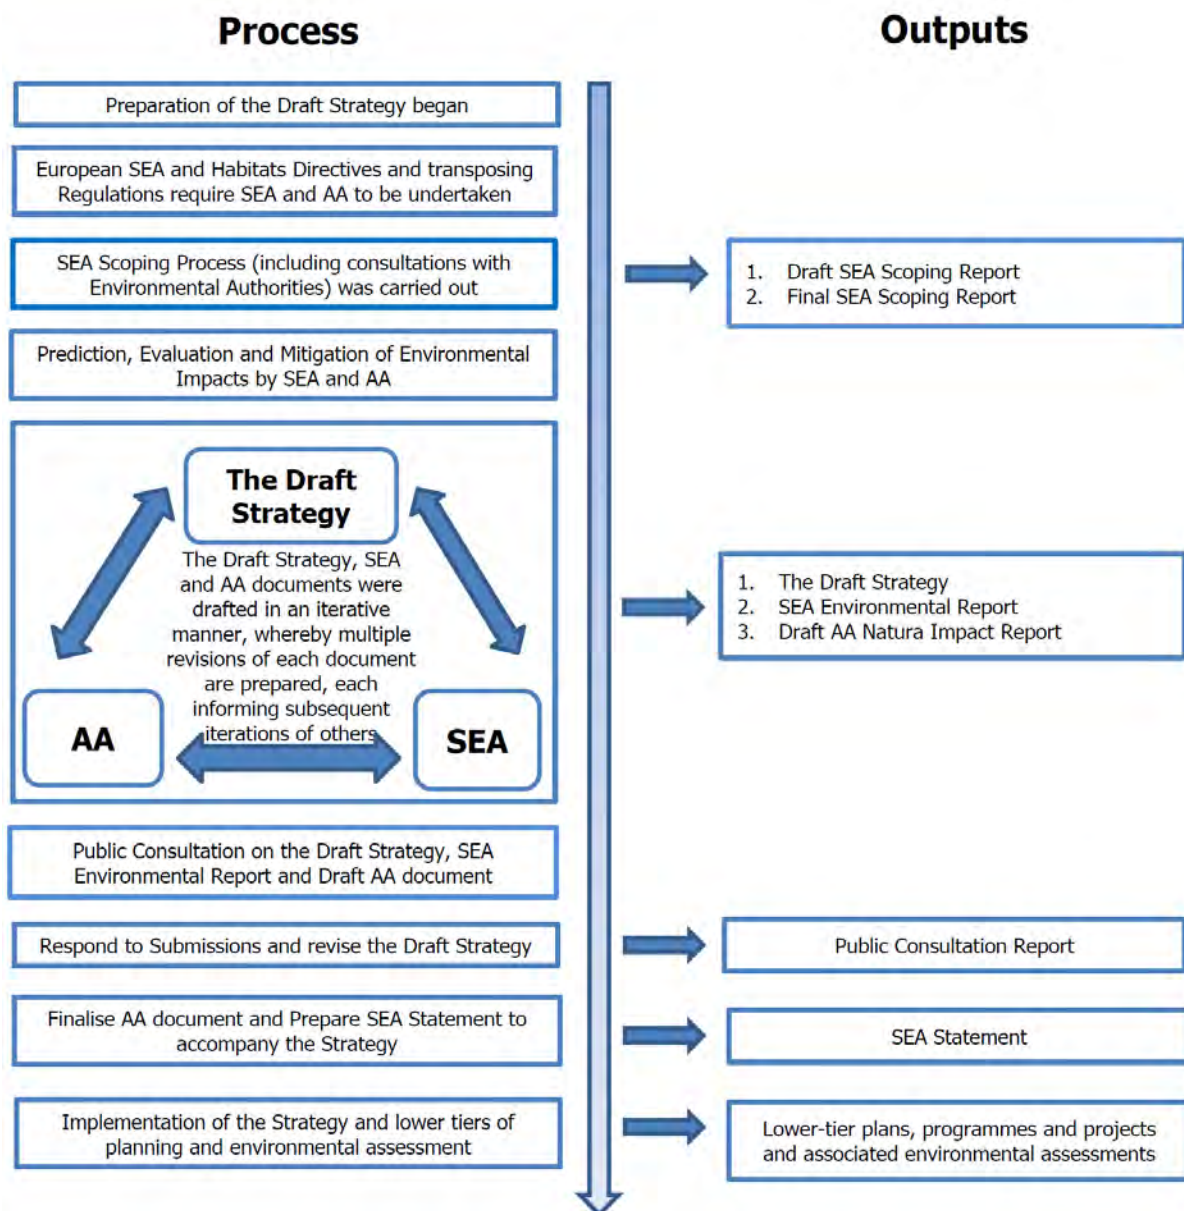 Process
Outputs
Preparation of the Draft Strategy began
European SEA and Habitats Directives and transposing
Regulations require SEA and AA to be undertaken
SEA Scoping Process (including consultations with
Environmental Authorities) was carried out
1. Draft SEA Scoping Report
2. Final SEA Scoping Report
Prediction, Evaluation and Mitigation of Environmental
Impacts by SEA and AA
The Draft
Strategy
The Draft Strategy, SEA
and AA documents were
drafted in an iterative
manner, whereby multiple
revisions of each document
are prepared, each
informing subsequent
iterations of others
AA
SEA
1. The Draft Strategy
2. SEA Environmental Report
3. Draft AA Natura Impact Report
Public Consultation on the Draft Strategy, SEA
Environmental Report and Draft AA document
Respond to Submissions and revise the Draft Strategy
Public Consultation Report
Finalise AA document and Prepare SEA Statement to
accompany the Strategy
SEA Statement
Implementation of the Strategy and lower tiers of
planning and environmental assessment
Lower-tier plans, programmes and projects
and associated environmental assessments